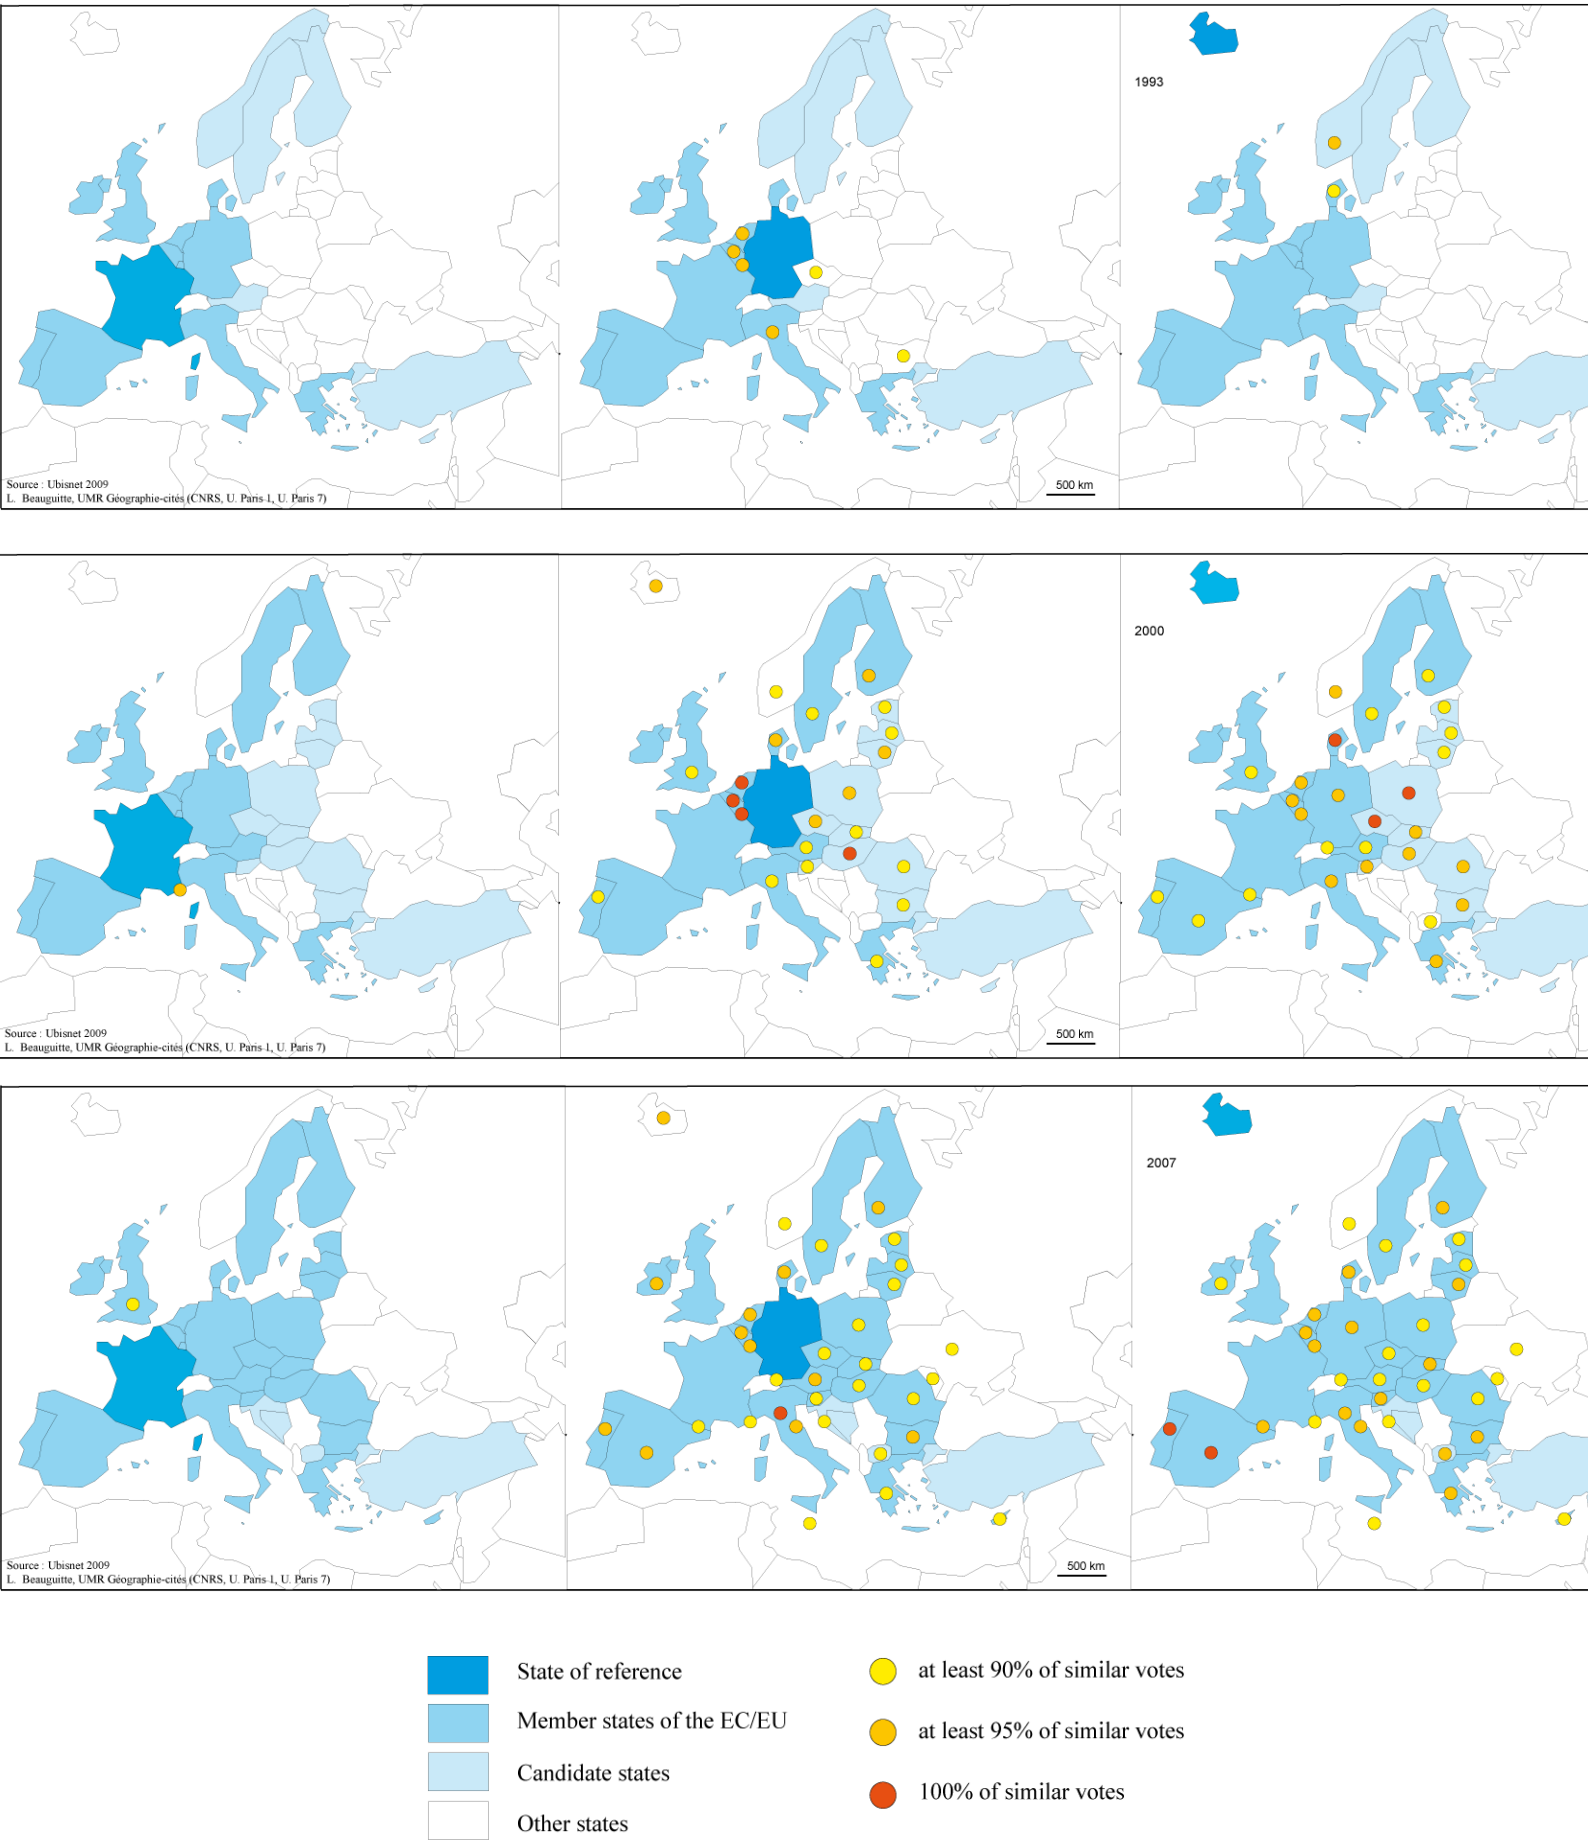 1993
Source : Ubisnet 2009
L. Beauguitte, UMR Géographie-cités (CNRS, U. Paris 1, U. Paris 7)
500 km
2000
Source : Ubisnet 2009
L. Beauguitte, UMR Géographie-cités (CNRS, U. Paris 1, U. Paris 7)
500 km
2007
Source : Ubisnet 2009
L. Beauguitte, UMR Géographie-cités (CNRS, U. Paris 1, U. Paris 7)
500 km
State of reference
Member states of the EC/EU
Candidate states
Other states
at least 90% of similar votes
at least 95% of similar votes
100% of similar votes